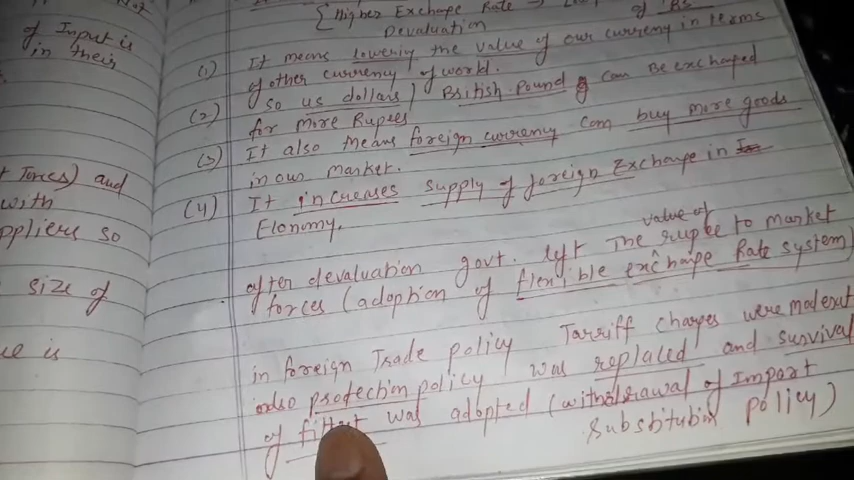 of Input is
in their
Forces) and
with
ppliers so
size of
is
{Higher Exchange Rate → of RS
Devaluation
(1) It means lowering the value of our currency in terms
of other currency of world.
(2) so us dollars / British Pound can Be exchanged
for more Rupees
(3) It also means foreign currency can buy more goods
in our market.
(4) It increases supply of foreign Exchange in
Economy.
value of
after devaluation govt. left The rupee to market
forces (adoption of flexible exchange Rate system)
in foreign Trade policy Tarriff charges were
also protection policy was replaced and survival
of fittest was adopted (withdrawal of Import
substitution policy)